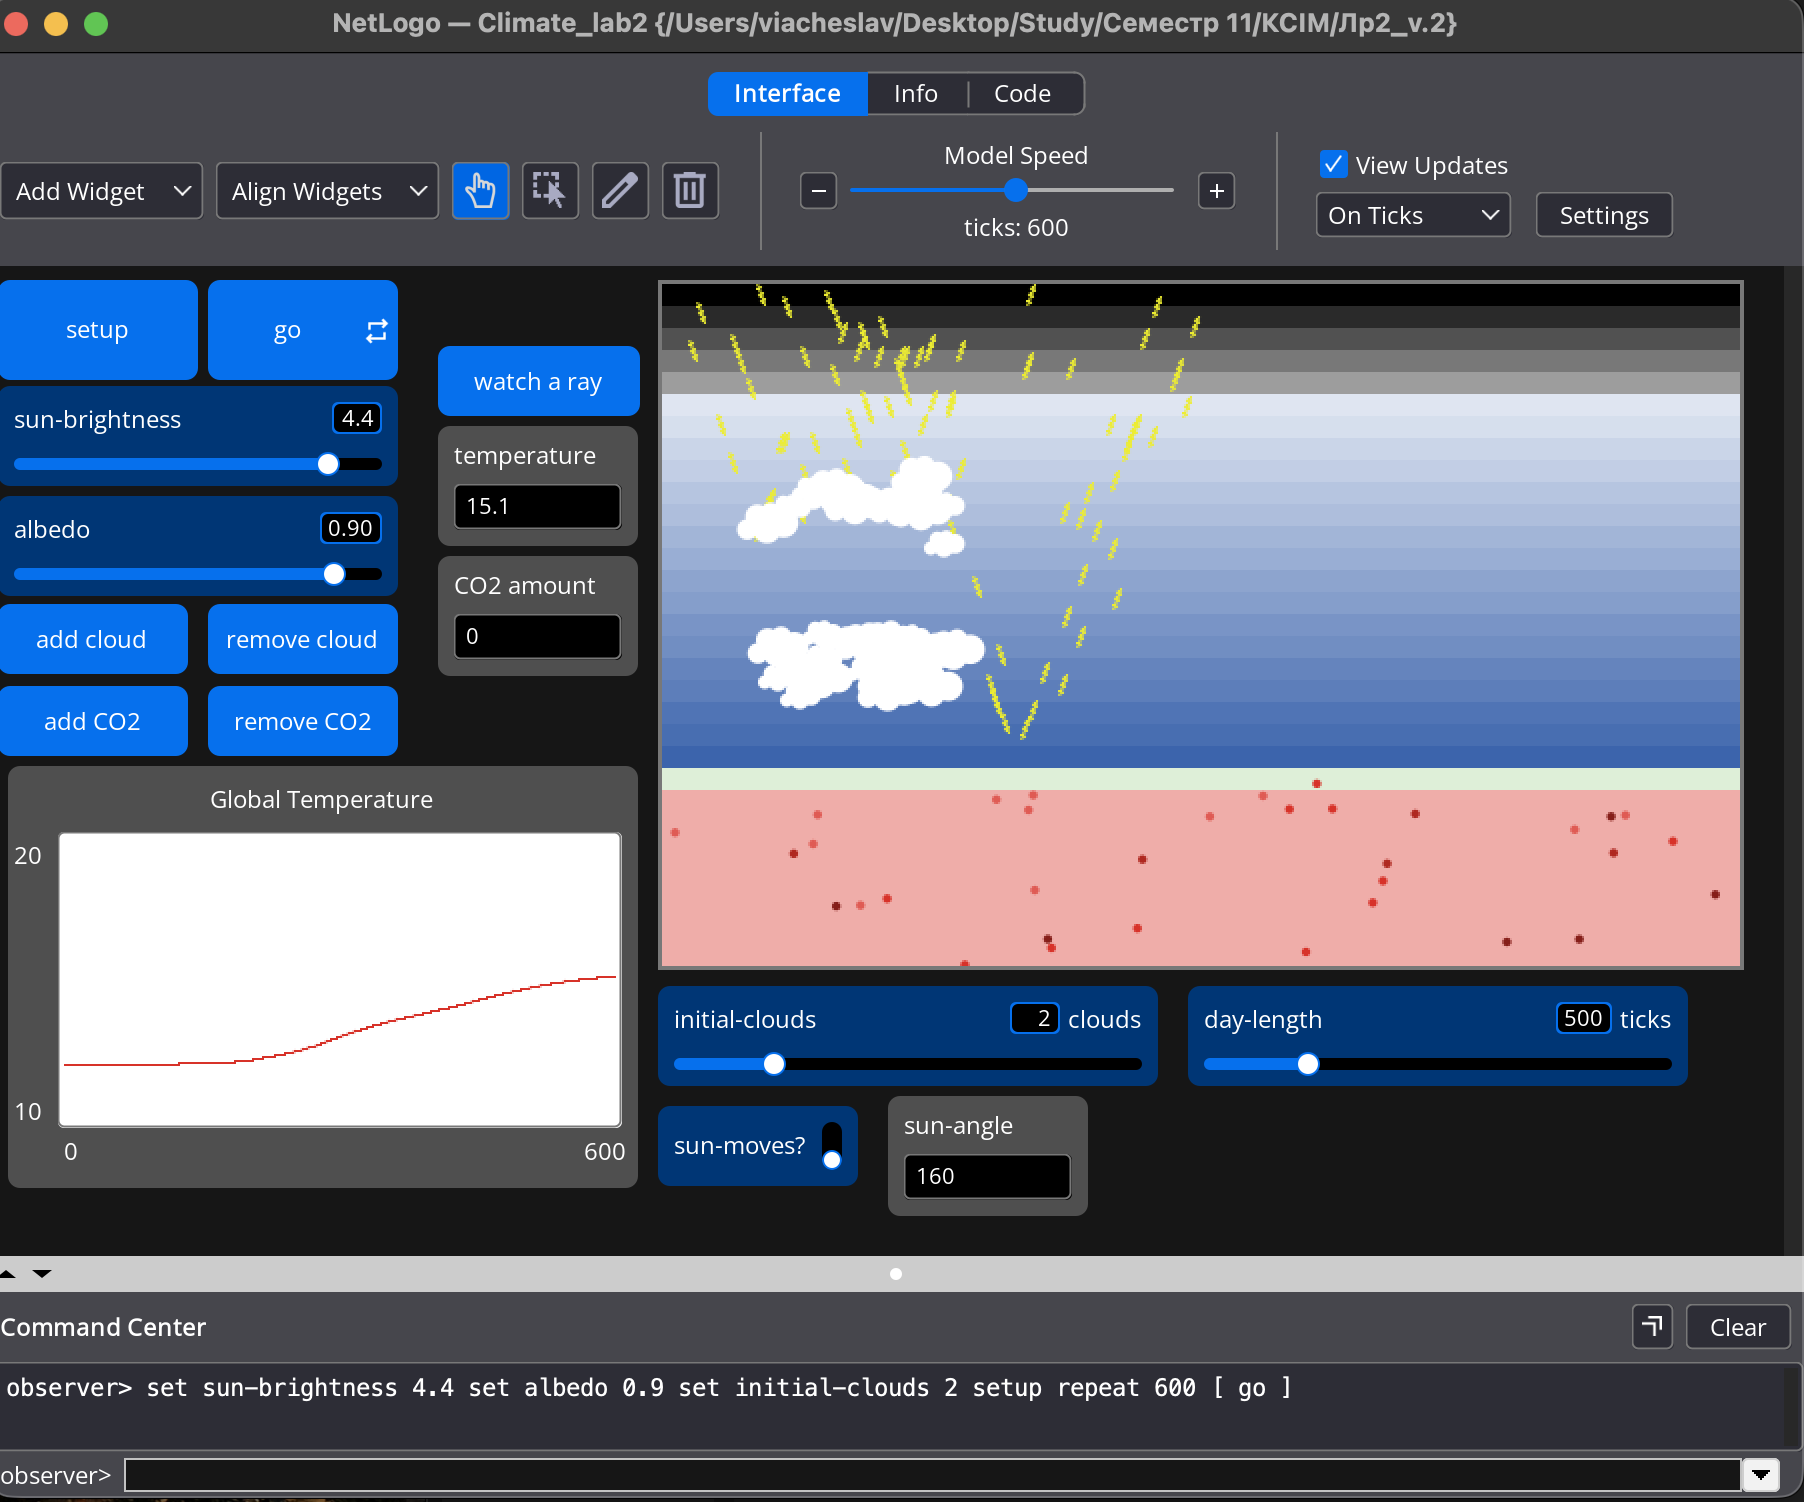 NetLogo — Climate_lab2 {/Users/viacheslav/Desktop/Study/Семестр 11/КСІМ/Лр2_v.2}
Interface Info Code
Add Widget Align Widgets
Model Speed
ticks: 600
View Updates
On Ticks Settings
setup go
sun-brightness 4.4
albedo 0.90
add cloud remove cloud
add CO2 remove CO2
watch a ray
temperature
15.1
CO2 amount
0
Global Temperature
20
10
0 600
initial-clouds 2 clouds
day-length 500 ticks
sun-moves?
sun-angle
160
Command Center
Clear
observer> set sun-brightness 4.4 set albedo 0.9 set initial-clouds 2 setup repeat 600 [ go ]
observer>